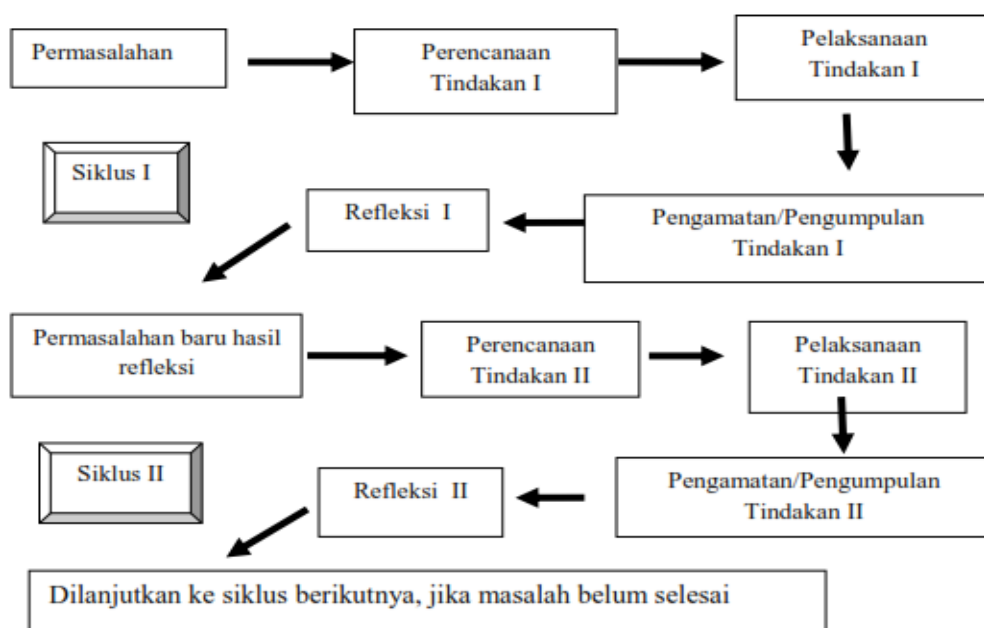 Permasalahan
Perencanaan
Tindakan I
Pelaksanaan
Tindakan I
Siklus I
Refleksi I
Pengamatan/Pengumpulan
Tindakan I
Permasalahan baru hasil
refleksi
Perencanaan
Tindakan II
Pelaksanaan
Tindakan II
Siklus II
Refleksi II
Pengamatan/Pengumpulan
Tindakan II
Dilanjutkan ke siklus berikutnya, jika masalah belum selesai